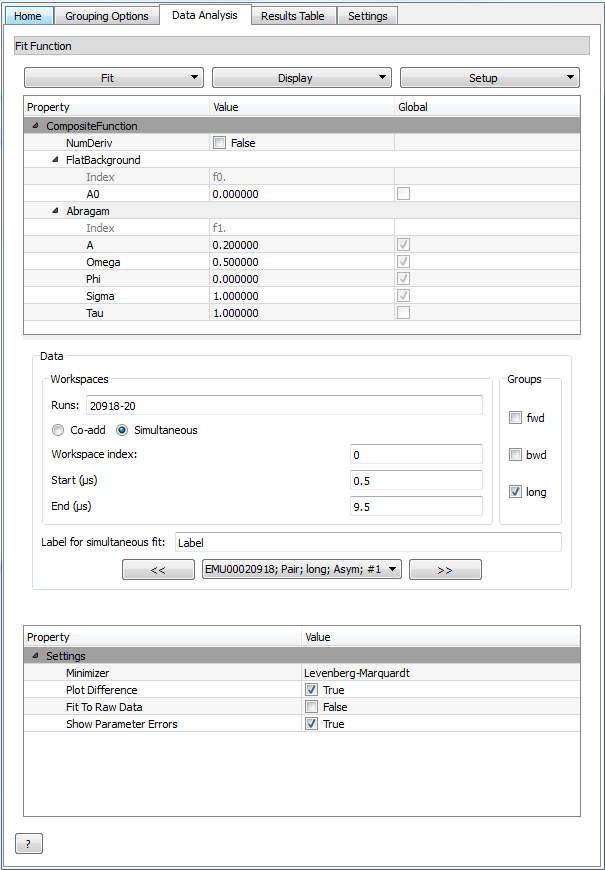 Home Grouping Options Data Analysis Results Table Settings
Fit Function
Fit Display Setup
Property Value Global
CompositeFunction
NumDeriv False
FlatBackground
Index f0.
A0 0.000000
Abragam
Index f1.
A 0.200000
Omega 0.500000
Phi 0.000000
Sigma 1.000000
Tau 1.000000
Data
Workspaces Groups
Runs: 20918-20
fwd
Co-add Simultaneous
Workspace index: 0 bwd
Start (µs) 0.5
long
End (µs) 9.5
Label for simultaneous fit: Label
<< EMU00020918; Pair; long; Asym; #1 >>
Property Value
Settings
Minimizer Levenberg-Marquardt
Plot Difference True
Fit To Raw Data False
Show Parameter Errors True
?